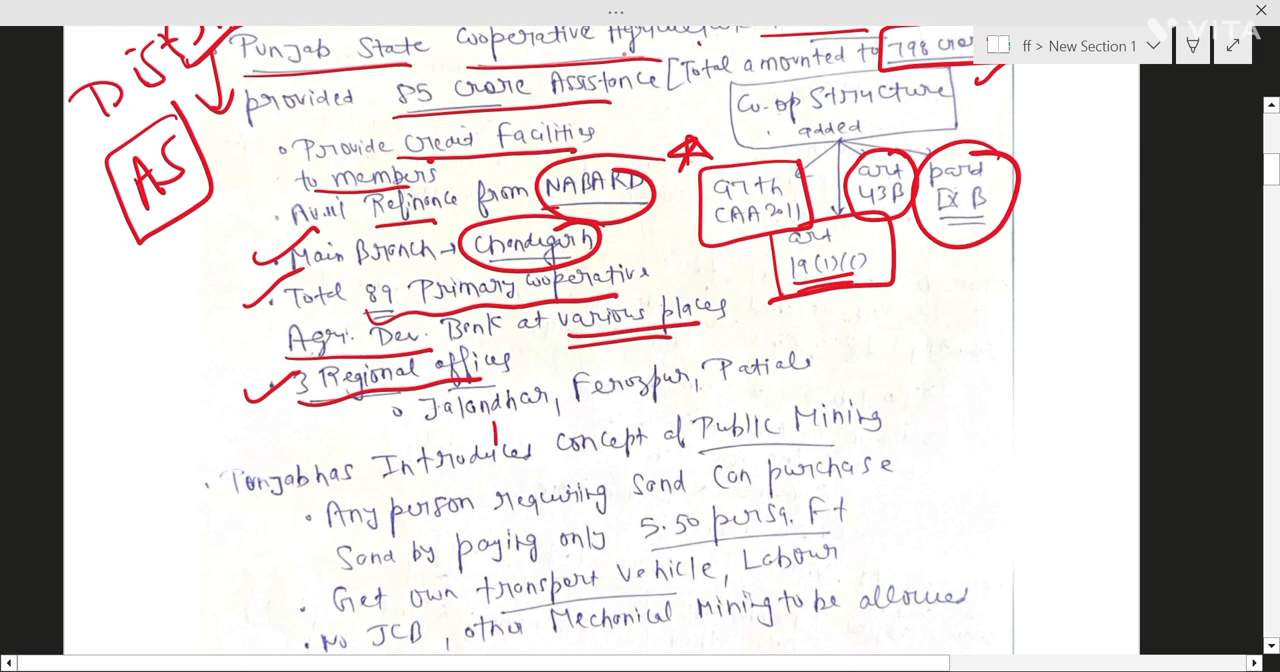 VITA
ff > New Section 1
Dist
AS
Punjab State Cooperative
provided 85 crore Assistance [Total amounted to 798 cror
• Provide Credit Facilities
to members
• Avail Refinance from NABARD
• Main Branch → Chandigarh
• Total 89 Primary Cooperative
Agri. Dev. Bank at various places
• 3 Regional offices
o Jalandhar, Ferozpur, Patiala
Co-op Structure
added
97th
CAA 2011
art
43B
part
IX B
art
19(1)(c)
• Punjab has Introduced concept of Public Mining
• Any person requiring Sand Can purchase
Sand by paying only 5.50 per sq. Ft
• Get own transport vehicle, Labour
• No JCB, other Mechanical Mining to be allowed